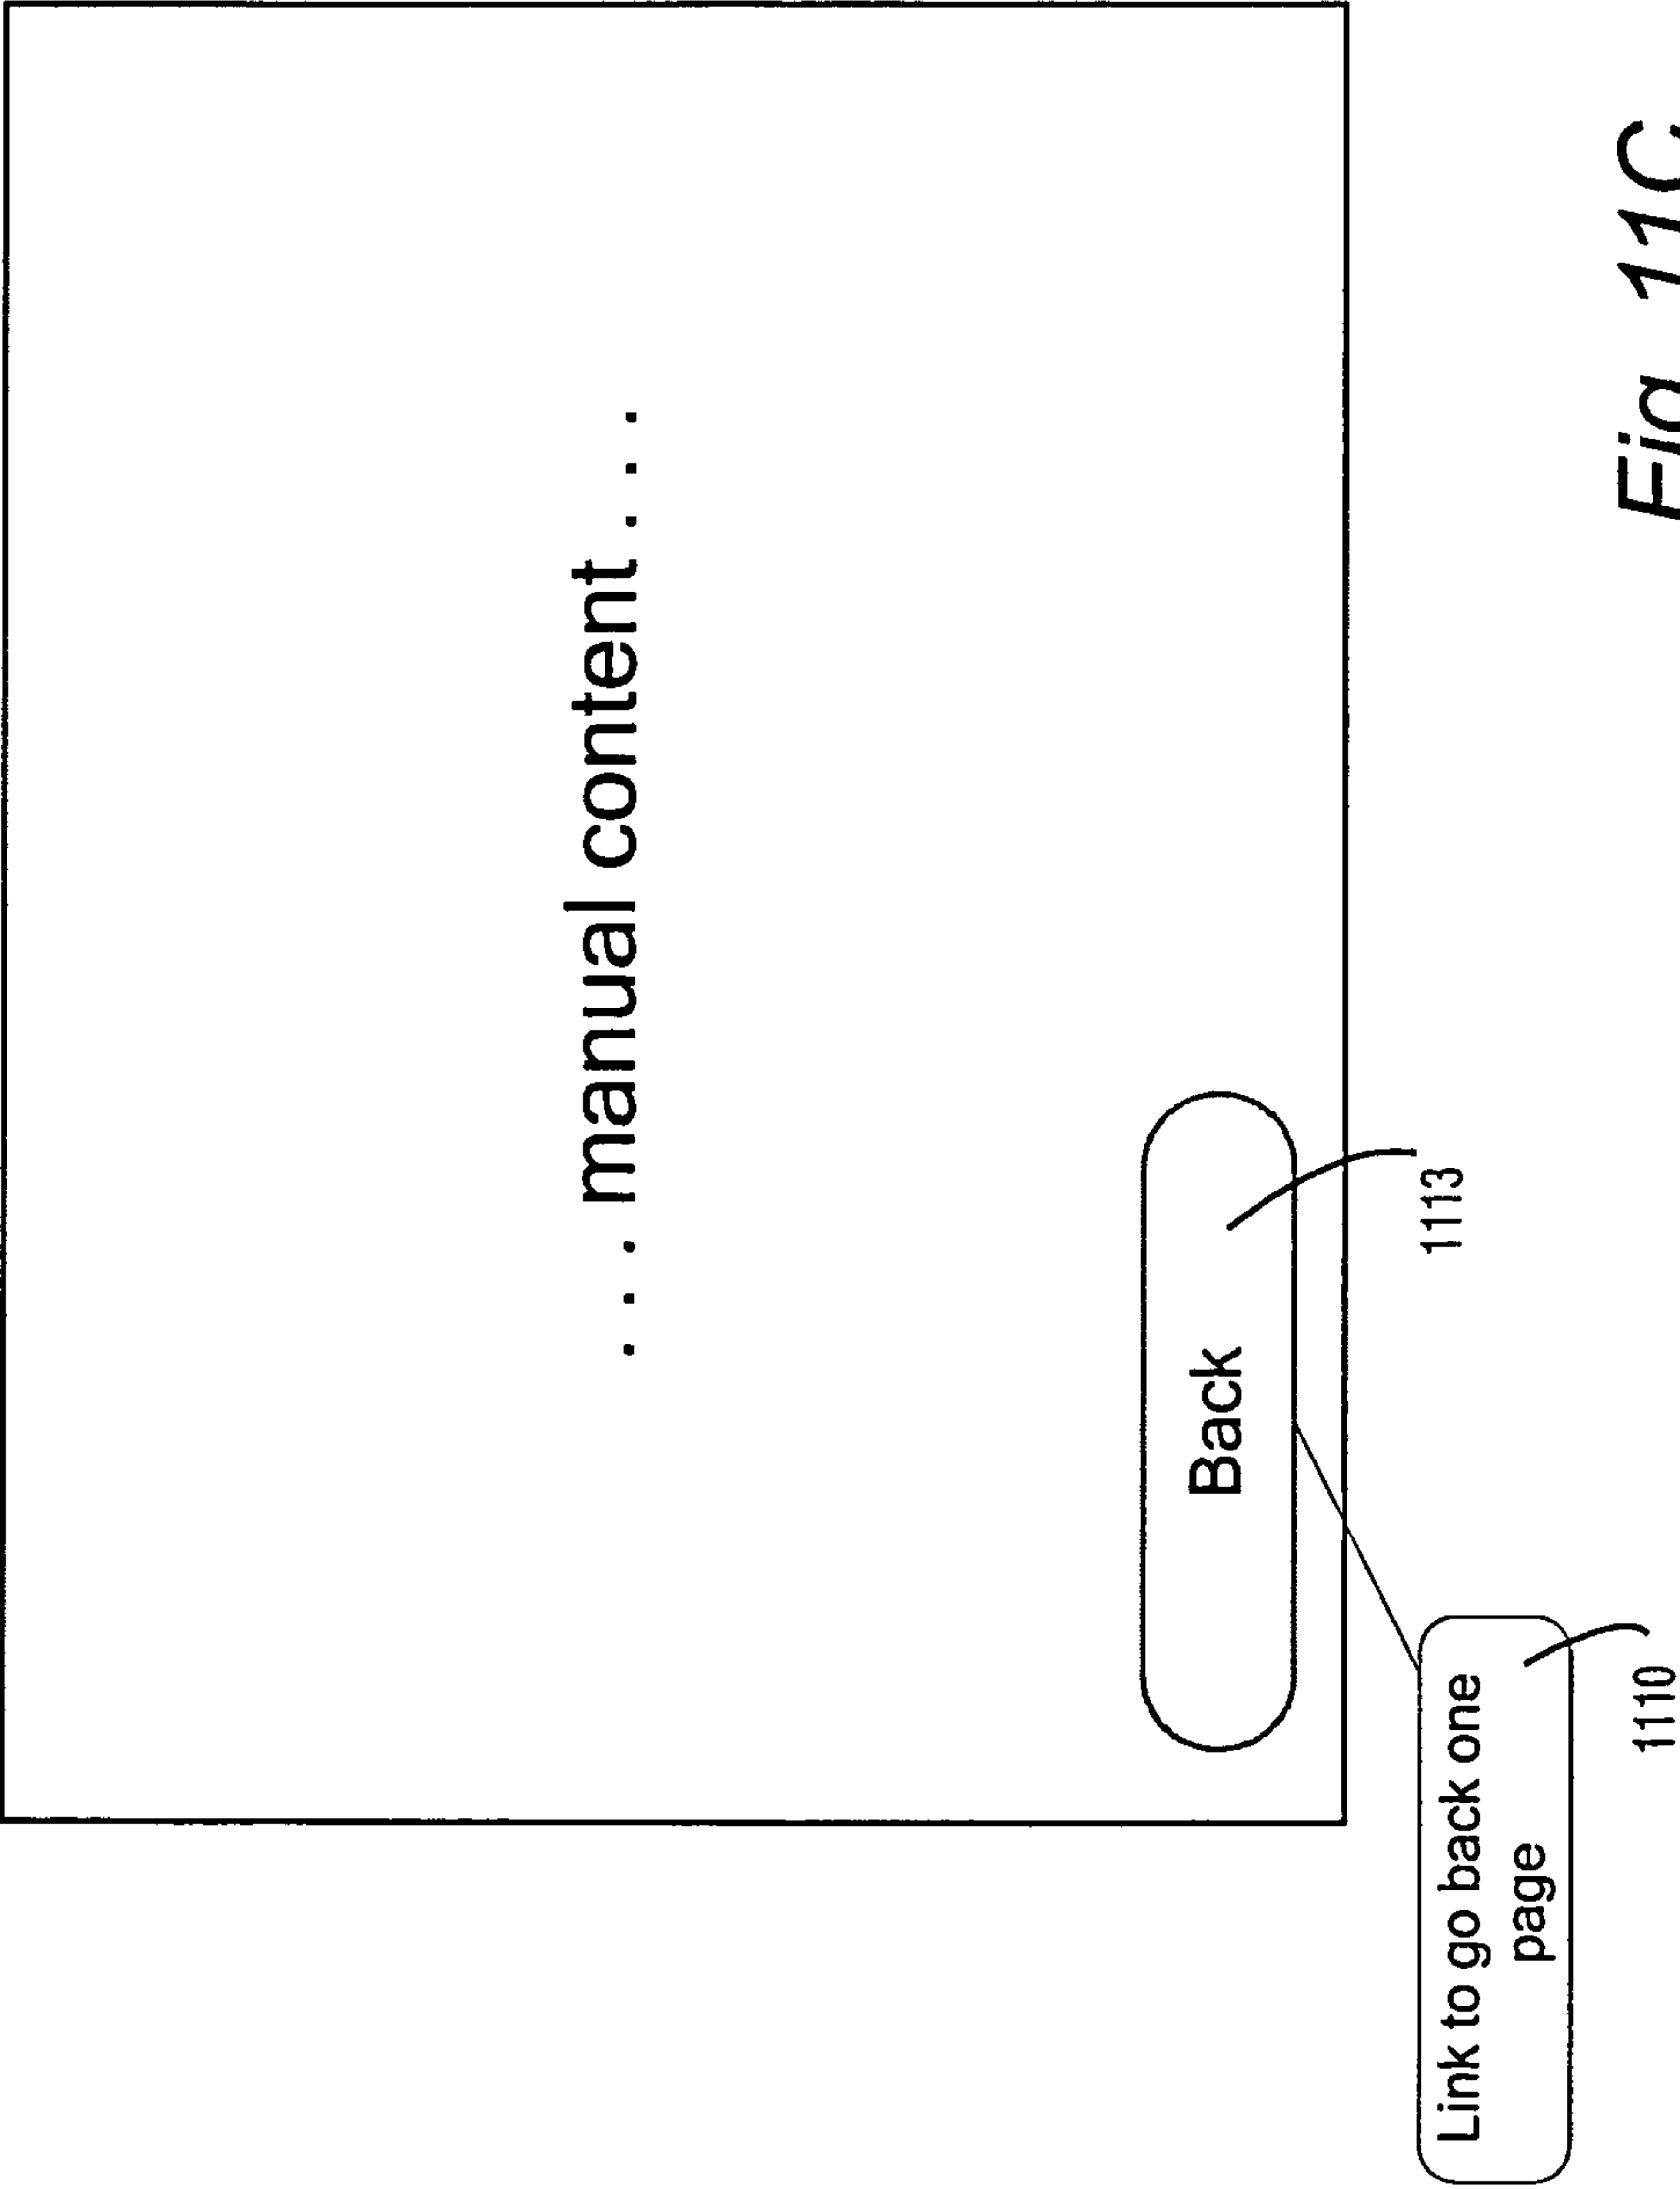 . . . manual content . . .
Back
1113
Link to go back one
page
1110
Fig. 11C